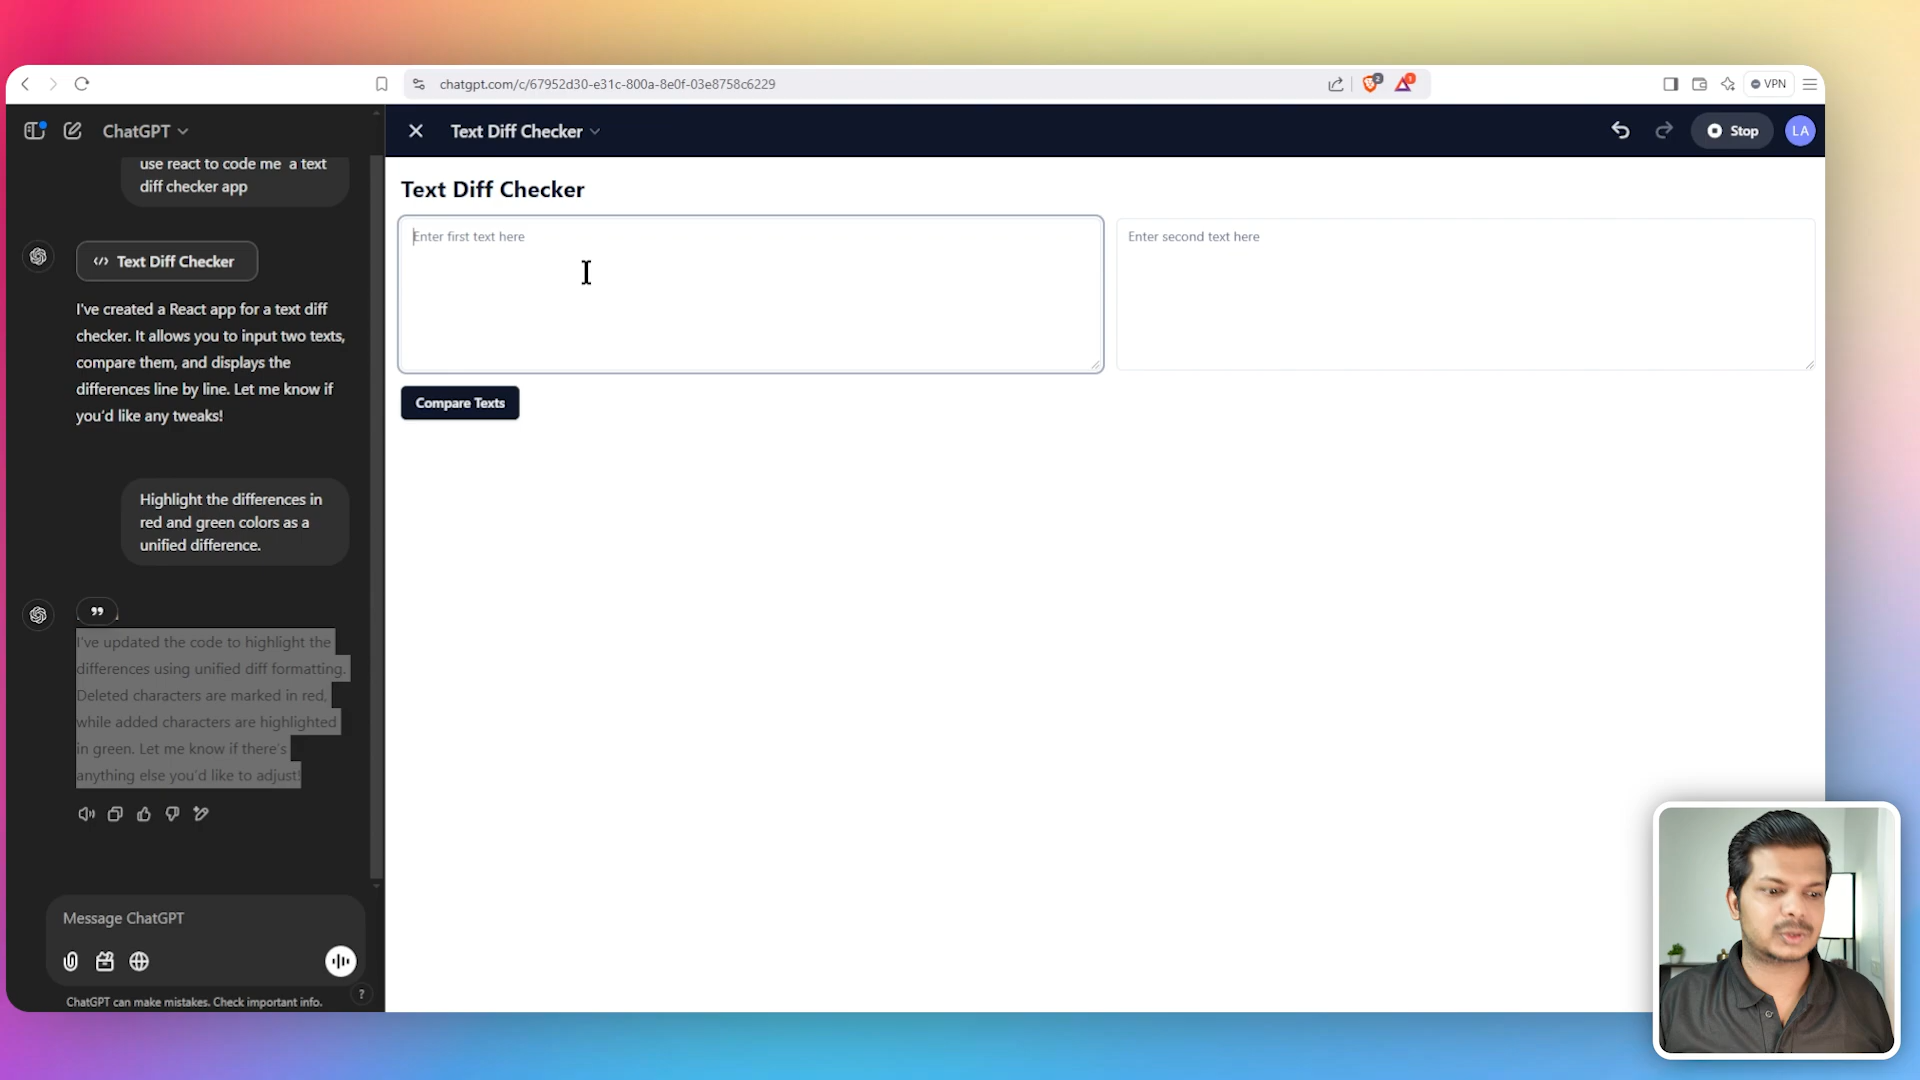 chatgpt.com/c/67952d30-e31c-800a-8e0f-03e8758c6229
2
1
VPN
ChatGPT
Text Diff Checker
Stop
LA
use react to code me a text
diff checker app
Text Diff Checker
I've created a React app for a text diff
checker. It allows you to input two texts,
compare them, and displays the
differences line by line. Let me know if
you'd like any tweaks!
Highlight the differences in
red and green colors as a
unified difference.
I've updated the code to highlight the
differences using unified diff formatting.
Deleted characters are marked in red,
while added characters are highlighted
in green. Let me know if there's
anything else you'd like to adjust!
Message ChatGPT
ChatGPT can make mistakes. Check important info.
?
Text Diff Checker
Enter first text here
Enter second text here
Compare Texts